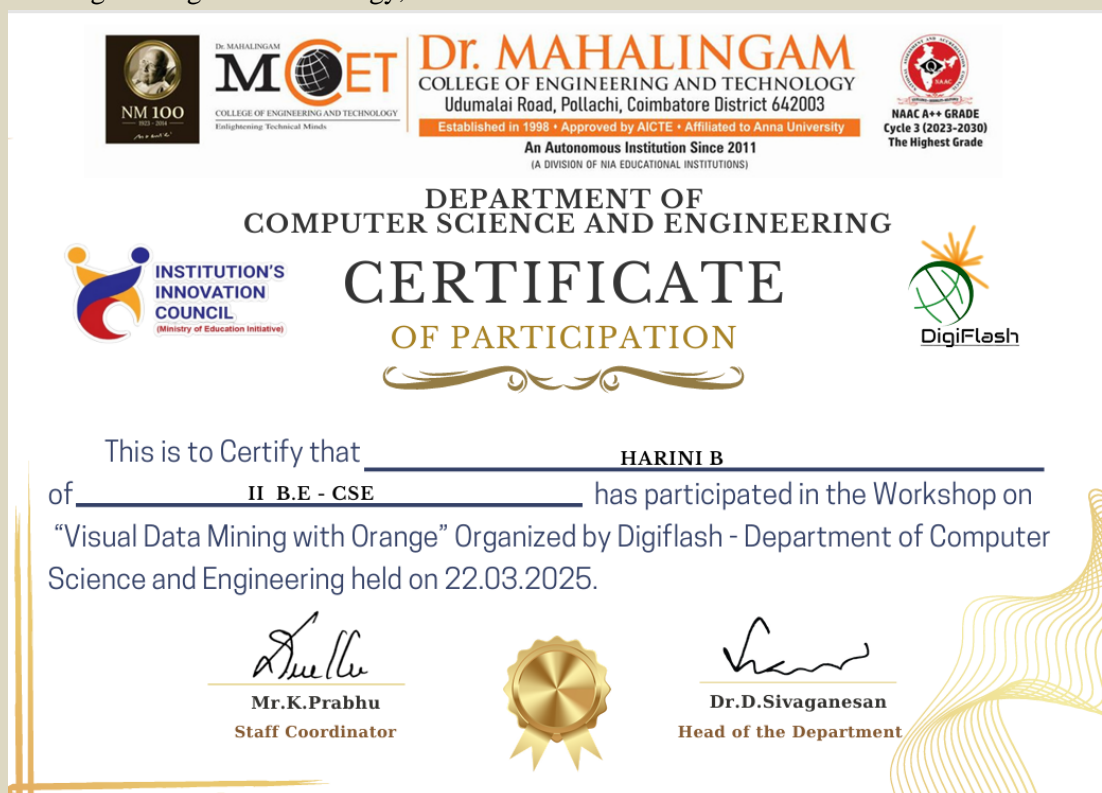 Dr. MAHALINGAM
MCET
COLLEGE OF ENGINEERING AND TECHNOLOGY
Enlightening Technical Minds
NM 100
1923 - 2014
Dr. MAHALINGAM
COLLEGE OF ENGINEERING AND TECHNOLOGY
Udumalai Road, Pollachi, Coimbatore District 642003
Established in 1998 • Approved by AICTE • Affiliated to Anna University
An Autonomous Institution Since 2011
(A DIVISION OF NIA EDUCATIONAL INSTITUTIONS)
NAAC
NAAC A++ GRADE
Cycle 3 (2023-2030)
The Highest Grade
DEPARTMENT OF
COMPUTER SCIENCE AND ENGINEERING
INSTITUTION'S
INNOVATION
COUNCIL
(Ministry of Education Initiative)
CERTIFICATE
OF PARTICIPATION
DigiFlash
This is to Certify that HARINI B
of II B.E - CSE has participated in the Workshop on
“Visual Data Mining with Orange” Organized by Digiflash - Department of Computer
Science and Engineering held on 22.03.2025.
Mr.K.Prabhu
Staff Coordinator
Dr.D.Sivaganesan
Head of the Department